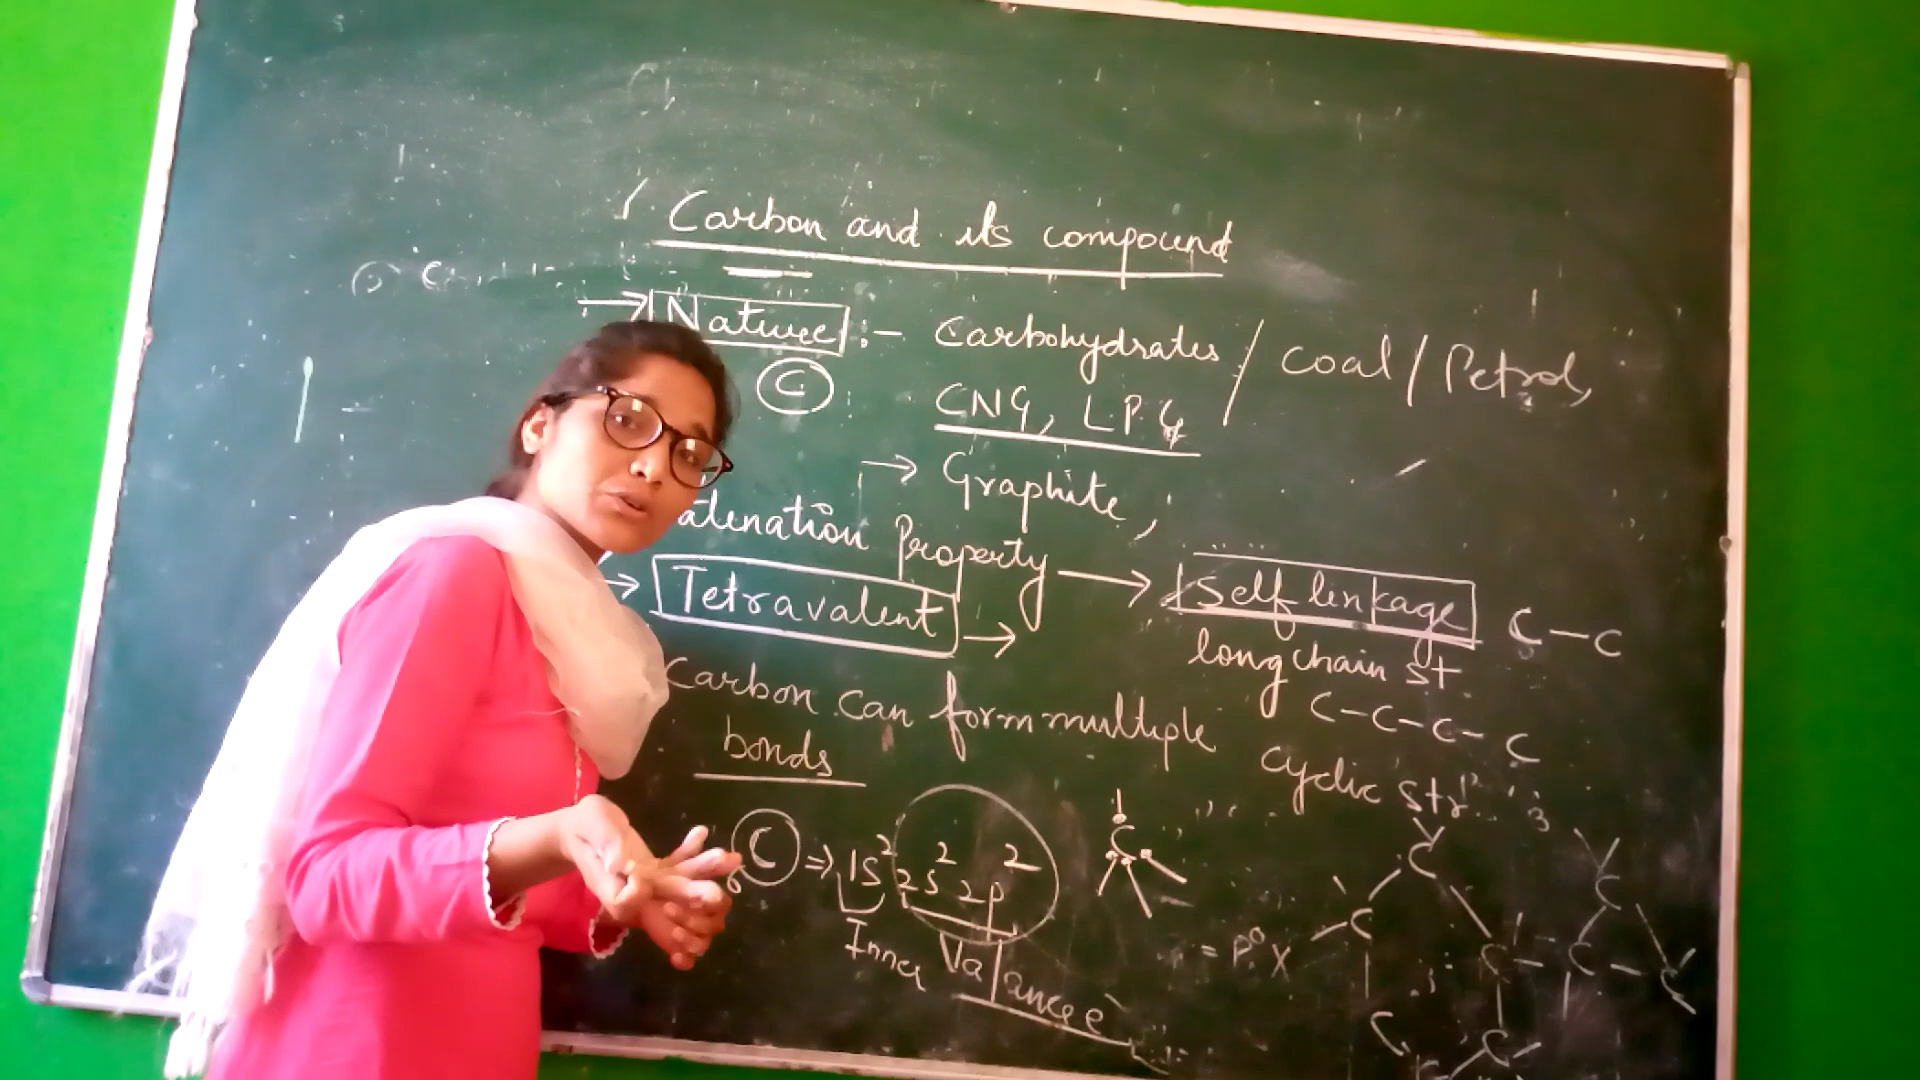 Carbon and its compound
→ Nature :- Carbohydrates / Coal / Petrol,
C
CNG, LPG
→ Graphite,
atenation Property → Self linkage C-C
→ Tetravalent →
long chain st
C-C-C-C
Carbon can form multiple
bonds
cyclic str
6 C ⇒ 1s² 2s² 2p²
C
Inner Valance e⁻